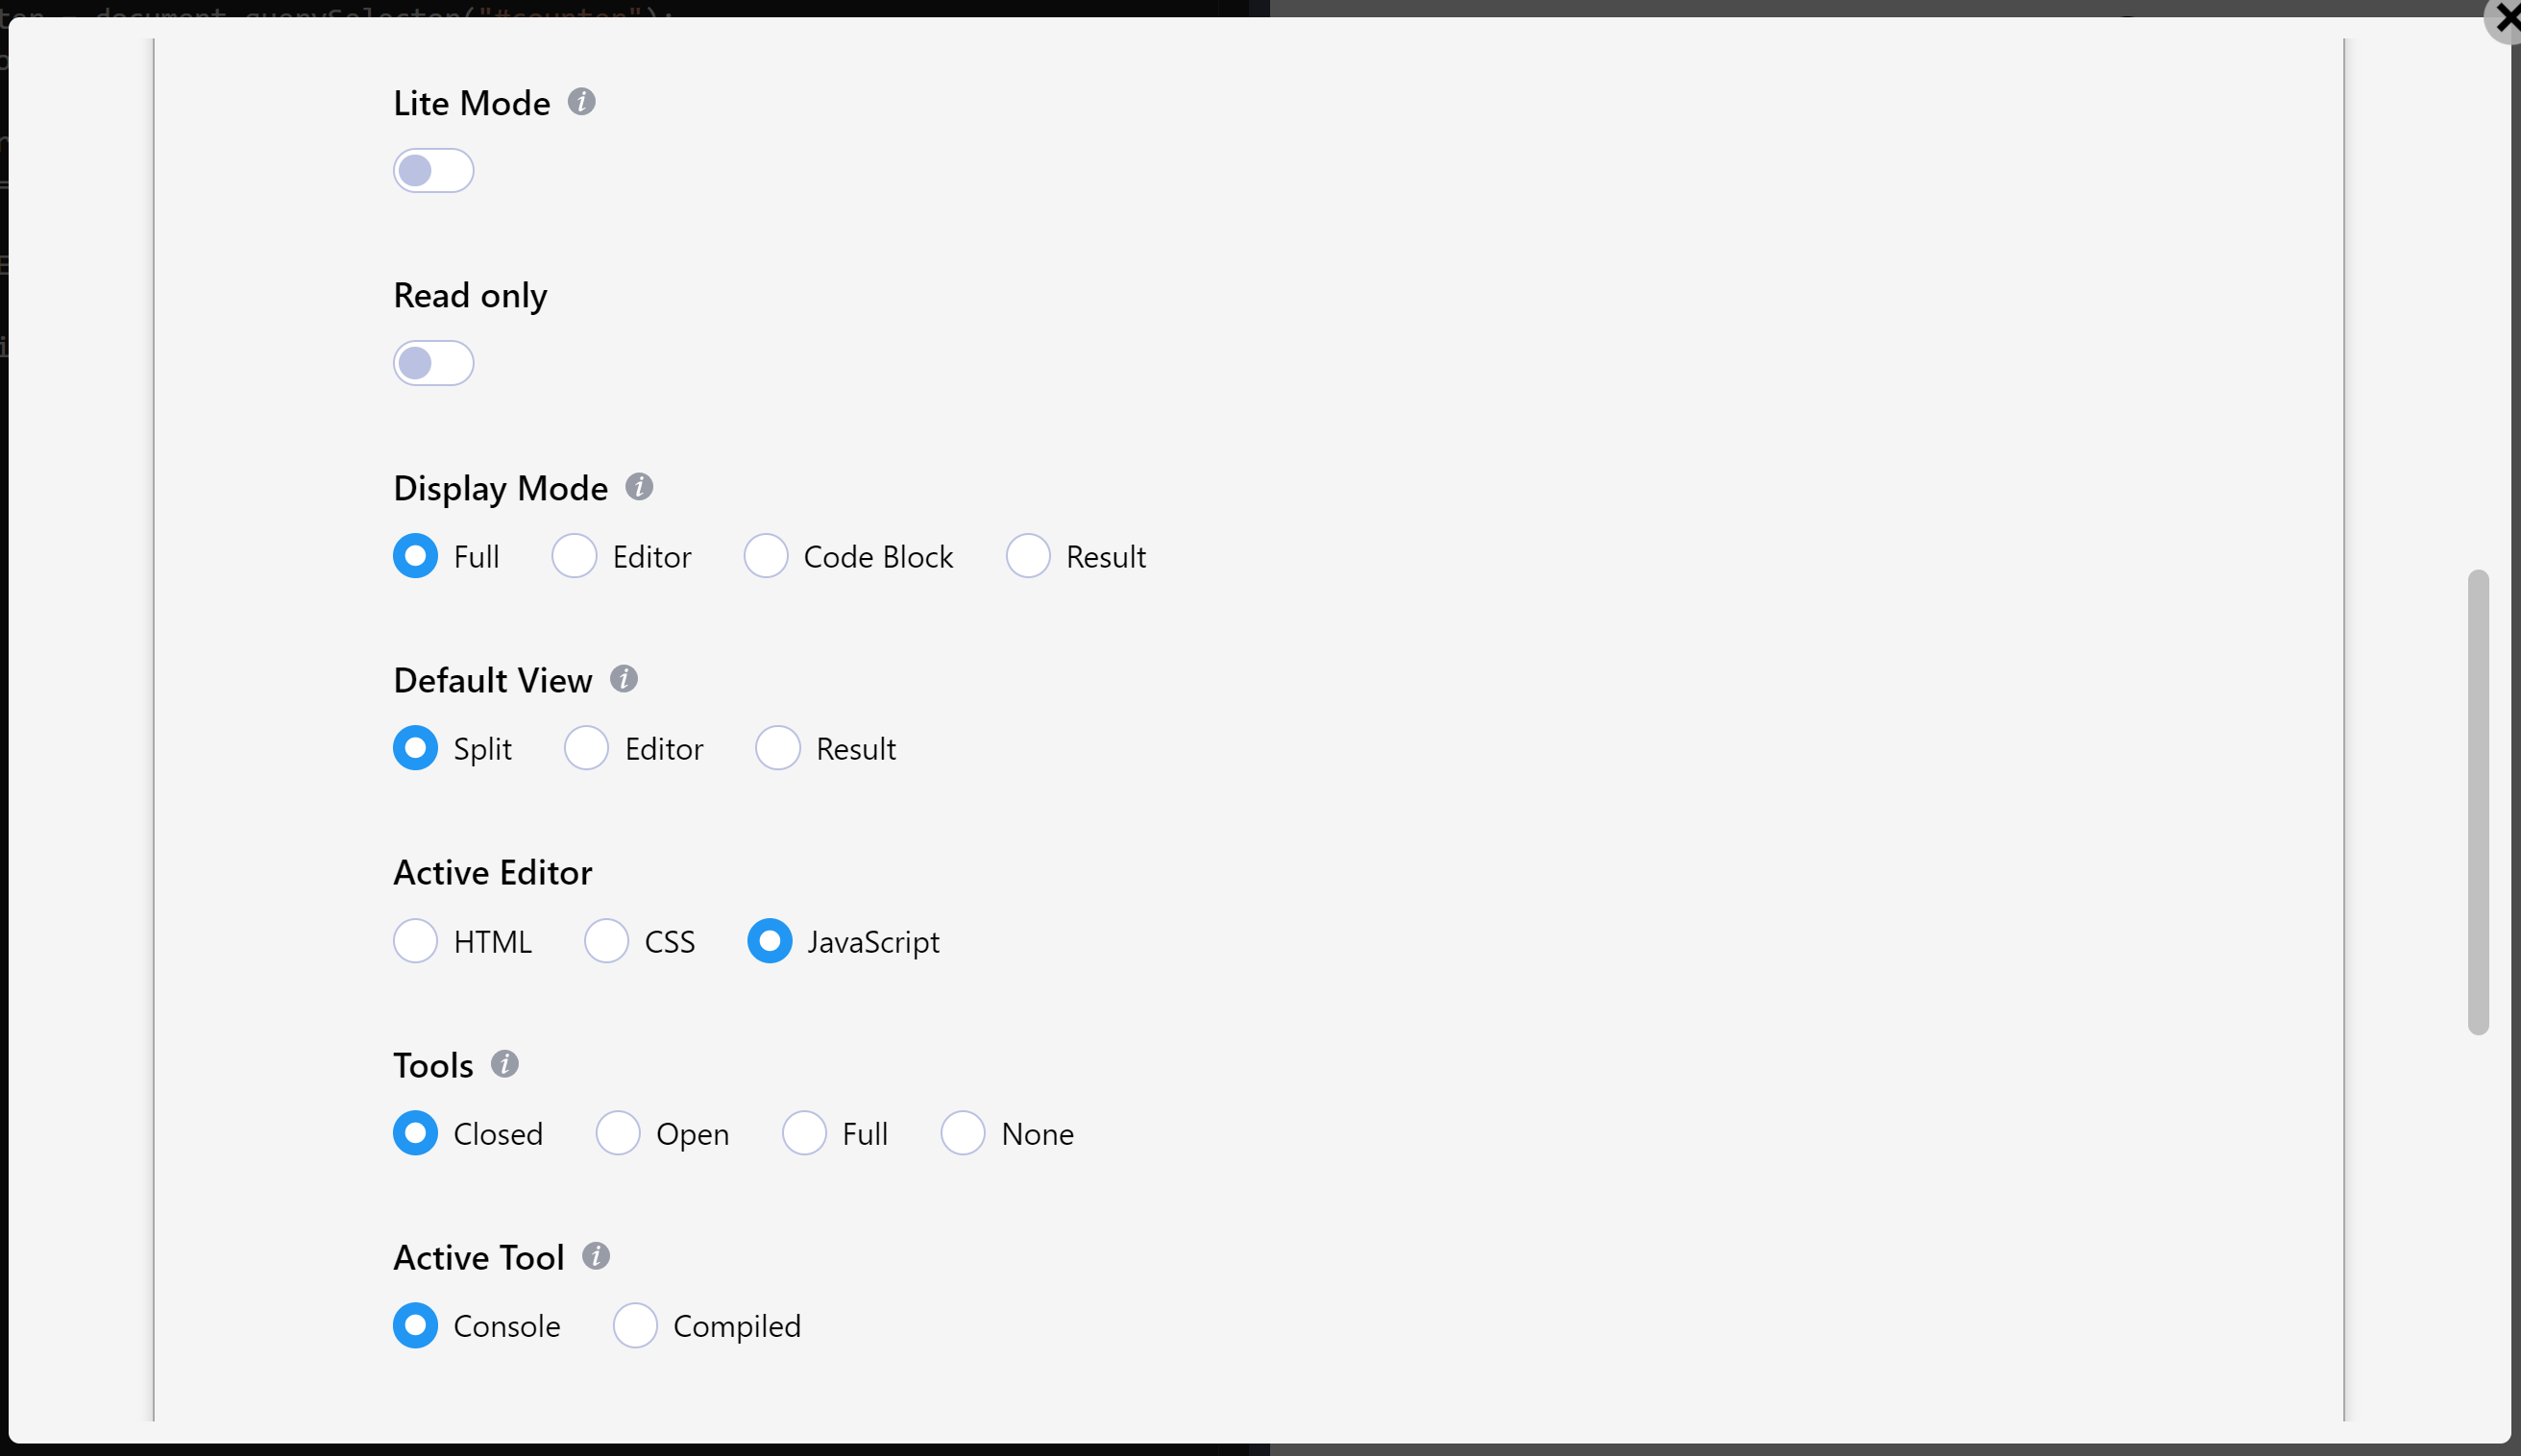 document.querySelector("#counter");
Lite Mode
Read only
Display Mode
Full Editor Code Block Result
Default View
Split Editor Result
Active Editor
HTML CSS JavaScript
Tools
Closed Open Full None
Active Tool
Console Compiled